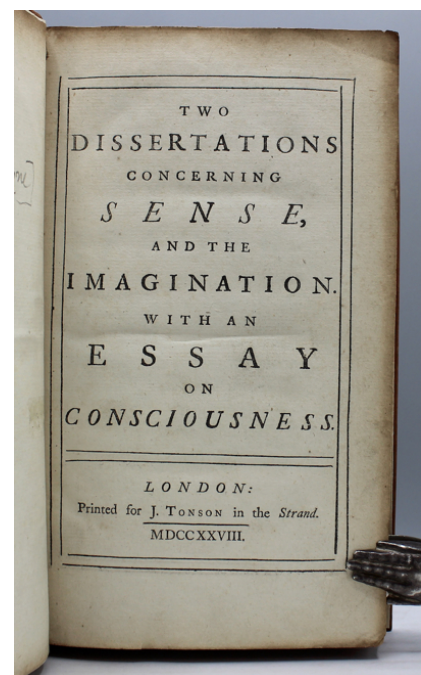 TWO
DISSERTATIONS
CONCERNING
SENSE,
AND THE
IMAGINATION.
WITH AN
ESSAY
ON
CONSCIOUSNESS.
LONDON:
Printed for J. TONSON in the Strand.
MDCCXXVIII.